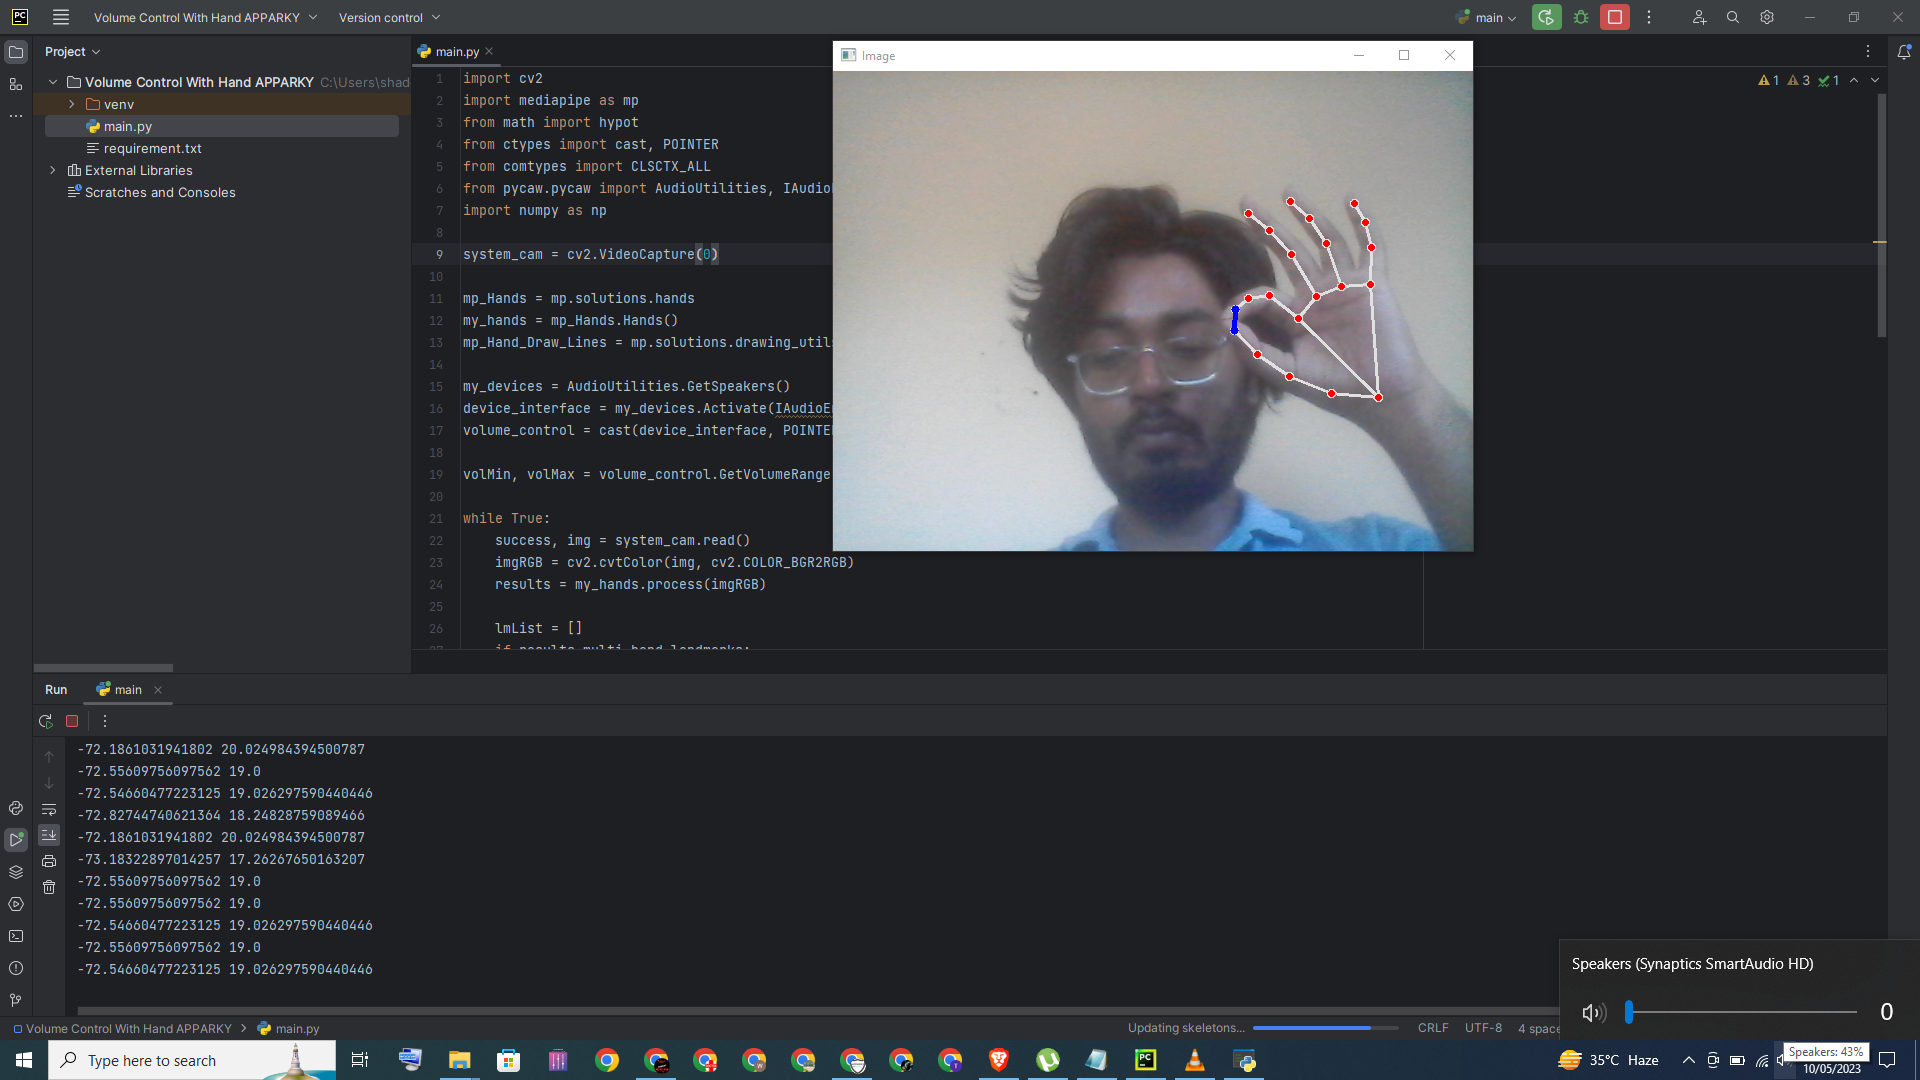 PC
Volume Control With Hand APPARKY
Version control
main
Project
Volume Control With Hand APPARKY C:\Users\shad
venv
main.py
requirement.txt
External Libraries
Scratches and Consoles
main.py
1
3
1
1 import cv2
2 import mediapipe as mp
3 from math import hypot
4 from ctypes import cast, POINTER
5 from comtypes import CLSCTX_ALL
6 from pycaw.pycaw import AudioUtilities, IAudio
7 import numpy as np
8
9 system_cam = cv2.VideoCapture(0)
10
11 mp_Hands = mp.solutions.hands
12 my_hands = mp_Hands.Hands()
13 mp_Hand_Draw_Lines = mp.solutions.drawing_util
14
15 my_devices = AudioUtilities.GetSpeakers()
16 device_interface = my_devices.Activate(IAudioE
17 volume_control = cast(device_interface, POINTE
18
19 volMin, volMax = volume_control.GetVolumeRange
20
21 while True:
22 success, img = system_cam.read()
23 imgRGB = cv2.cvtColor(img, cv2.COLOR_BGR2RGB)
24 results = my_hands.process(imgRGB)
25
26 lmList = []
27 if results.multi_hand_landmarks:
Image
Run
main
-72.1861031941802 20.024984394500787
-72.55609756097562 19.0
-72.54660477223125 19.026297590440446
-72.82744740621364 18.24828759089466
-72.1861031941802 20.024984394500787
-73.18322897014257 17.26267650163207
-72.55609756097562 19.0
-72.55609756097562 19.0
-72.54660477223125 19.026297590440446
-72.55609756097562 19.0
-72.54660477223125 19.026297590440446
Volume Control With Hand APPARKY > main.py
Updating skeletons...
CRLF
UTF-8
4 space
Speakers (Synaptics SmartAudio HD)
0
Type here to search
35°C Haze
Speakers: 43%
10/05/2023